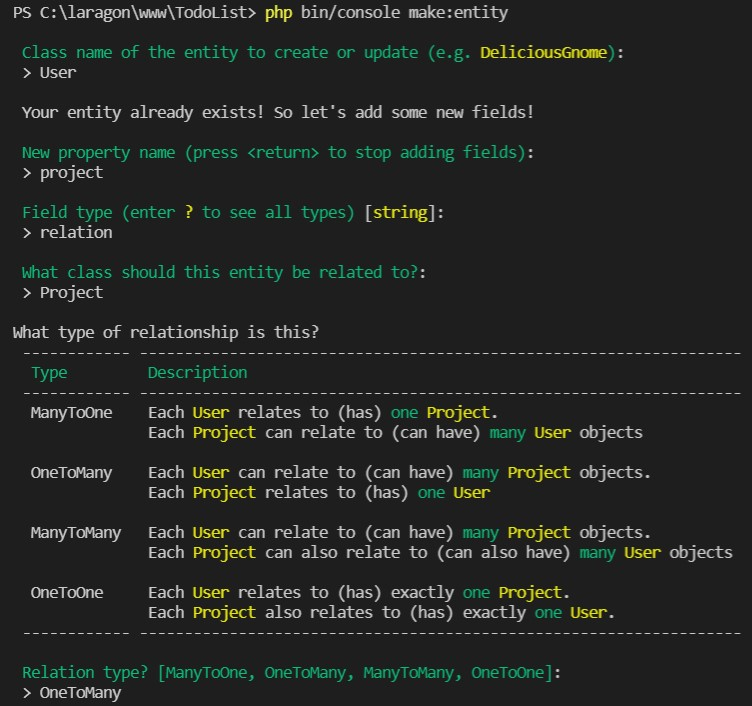 PS C:\laragon\www\TodoList> php bin/console make:entity
Class name of the entity to create or update (e.g. DeliciousGnome):
> User
Your entity already exists! So let's add some new fields!
New property name (press <return> to stop adding fields):
> project
Field type (enter ? to see all types) [string]:
> relation
What class should this entity be related to?:
> Project
What type of relationship is this?
------------ --------------------------------------------------------------------
Type Description
------------ --------------------------------------------------------------------
ManyToOne Each User relates to (has) one Project.
Each Project can relate to (can have) many User objects
OneToMany Each User can relate to (can have) many Project objects.
Each Project relates to (has) one User
ManyToMany Each User can relate to (can have) many Project objects.
Each Project can also relate to (can also have) many User objects
OneToOne Each User relates to (has) exactly one Project.
Each Project also relates to (has) exactly one User.
------------ --------------------------------------------------------------------
Relation type? [ManyToOne, OneToMany, ManyToMany, OneToOne]:
> OneToMany